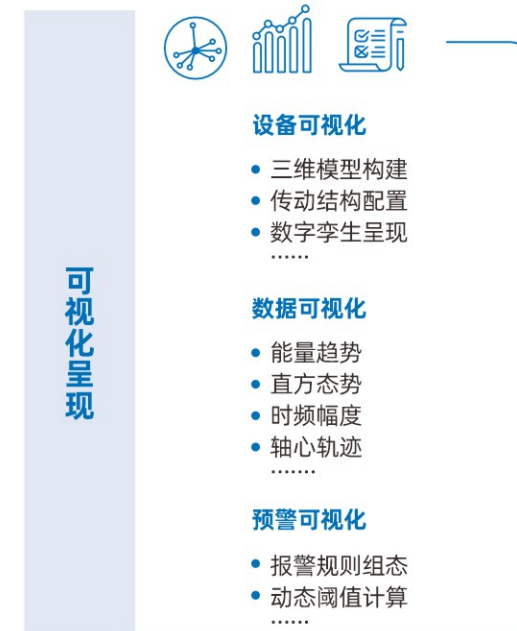 可视化呈现
设备可视化
• 三维模型构建
• 传动结构配置
• 数字孪生呈现
······
数据可视化
• 能量趋势
• 直方态势
• 时频幅度
• 轴心轨迹
·······
预警可视化
• 报警规则组态
• 动态阈值计算
······